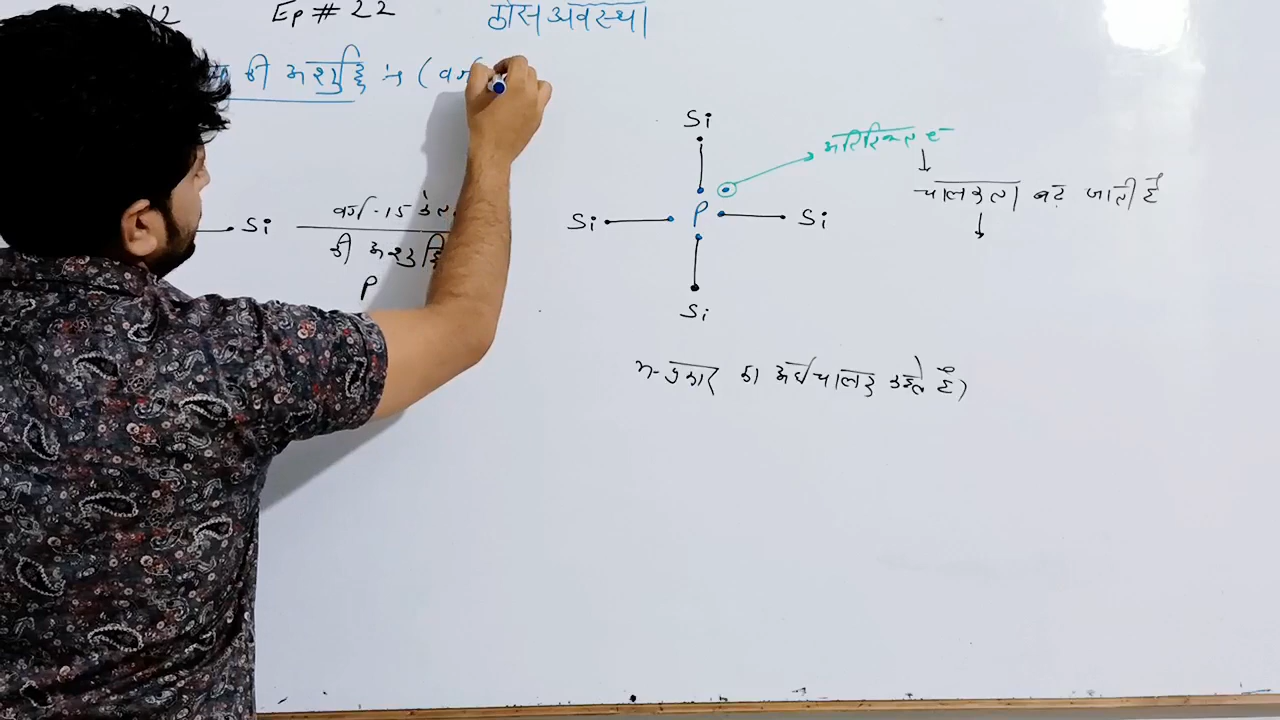 12 Ep # 22 ठोस अवस्था
की अशुद्धि :- (वर्ग
Si
अतिरिक्त e-
चालकता बढ़ जाती है
Si P Si
Si वर्ग-15 के
की अशुद्धि
P
Si
n-प्रकार का अर्धचालक कहते हैं)